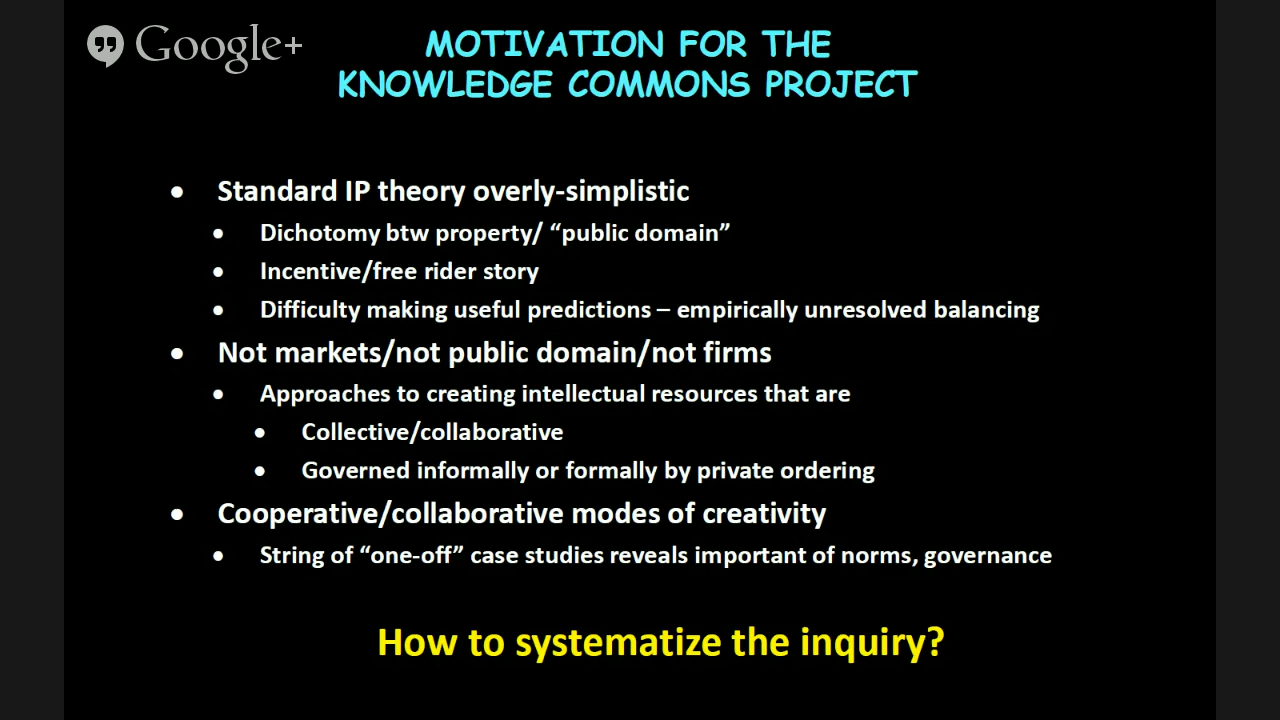 Google+
MOTIVATION FOR THE
KNOWLEDGE COMMONS PROJECT
• Standard IP theory overly-simplistic
• Dichotomy btw property/ “public domain”
• Incentive/free rider story
• Difficulty making useful predictions – empirically unresolved balancing
• Not markets/not public domain/not firms
• Approaches to creating intellectual resources that are
• Collective/collaborative
• Governed informally or formally by private ordering
• Cooperative/collaborative modes of creativity
• String of “one-off” case studies reveals important of norms, governance
How to systematize the inquiry?